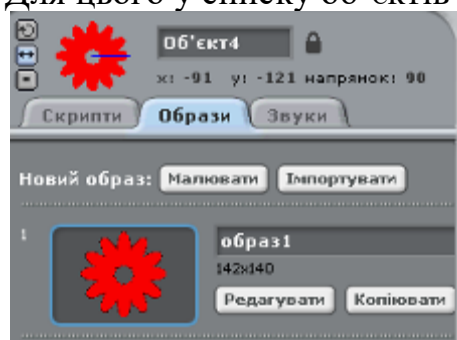 Для цього у списку об'єктів
Об'єкт4
x: -91 y: -121 напрямок: 90
Скрипти Образи Звуки
Новий образ: Малювати Імпортувати
1
образ1
142x140
Редагувати Копіювати